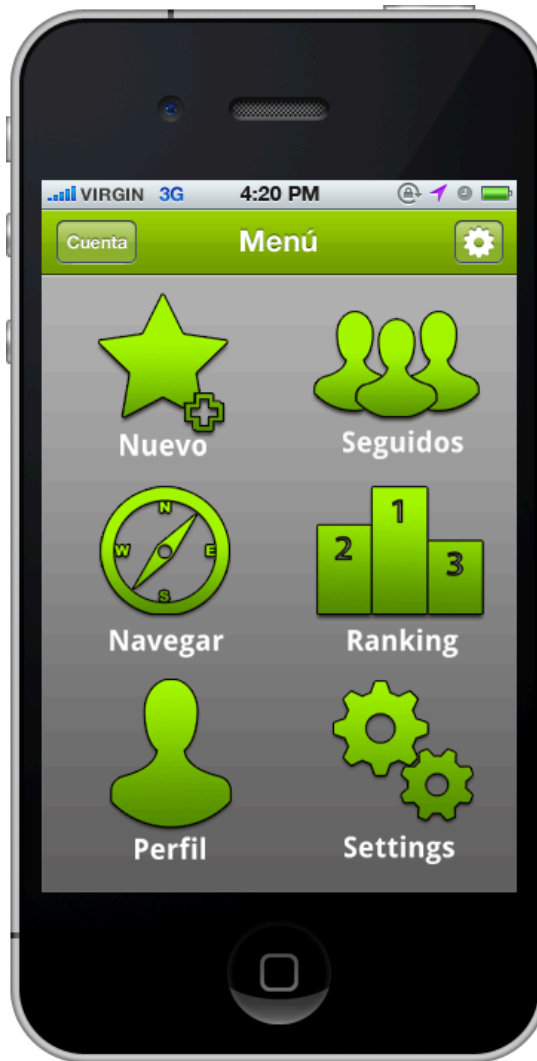 VIRGIN 3G 4:20 PM
Cuenta Menú
Nuevo Seguidos
N
W E
S
2 1 3
Navegar Ranking
Perfil Settings